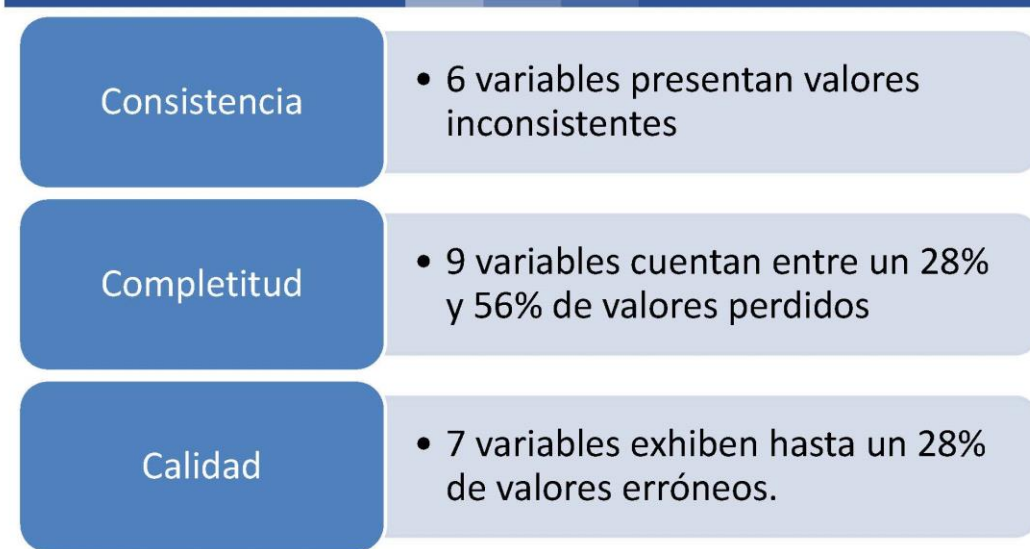 Consistencia
• 6 variables presentan valores
inconsistentes
Completitud
• 9 variables cuentan entre un 28%
y 56% de valores perdidos
Calidad
• 7 variables exhiben hasta un 28%
de valores erróneos.